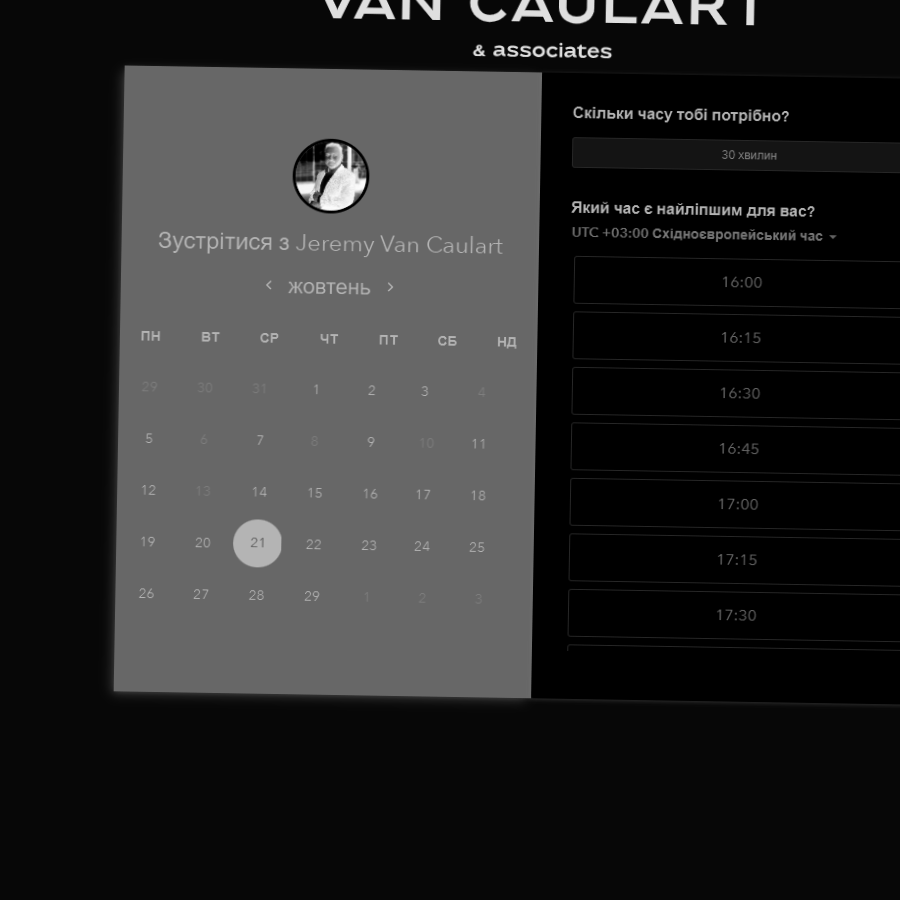 VAN CAULART
& associates
Зустрітися з Jeremy Van Caulart
жовтень
ПН ВТ СР ЧТ ПТ СБ НД
29 30 31 1 2 3 4
5 6 7 8 9 10 11
12 13 14 15 16 17 18
19 20 21 22 23 24 25
26 27 28 29 1 2 3
Скільки часу тобі потрібно?
30 хвилин
Який час є найліпшим для вас?
UTC +03:00 Східноєвропейський час
16:00
16:15
16:30
16:45
17:00
17:15
17:30